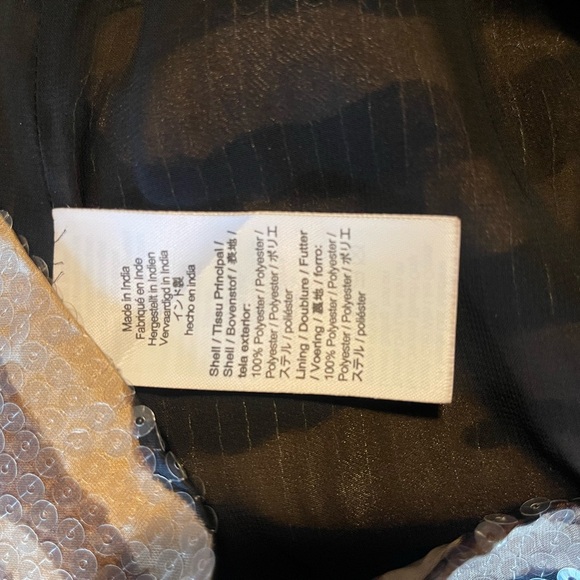 Made in India
Fabriqué en Inde
Hergestellt in Indien
Vervaardigd in India
インド製
hecho en India
Shell / Tissu Principal /
Shell / Bovenstof / 表地 /
tela exterior:
100% Polyester / Polyester /
Polyester / Polyester / ポリエ
ステル / poliéster
Lining / Doublure / Futter
/ Voering / 裏地 / forro:
100% Polyester / Polyester /
Polyester / Polyester / ポリエ
ステル / poliéster